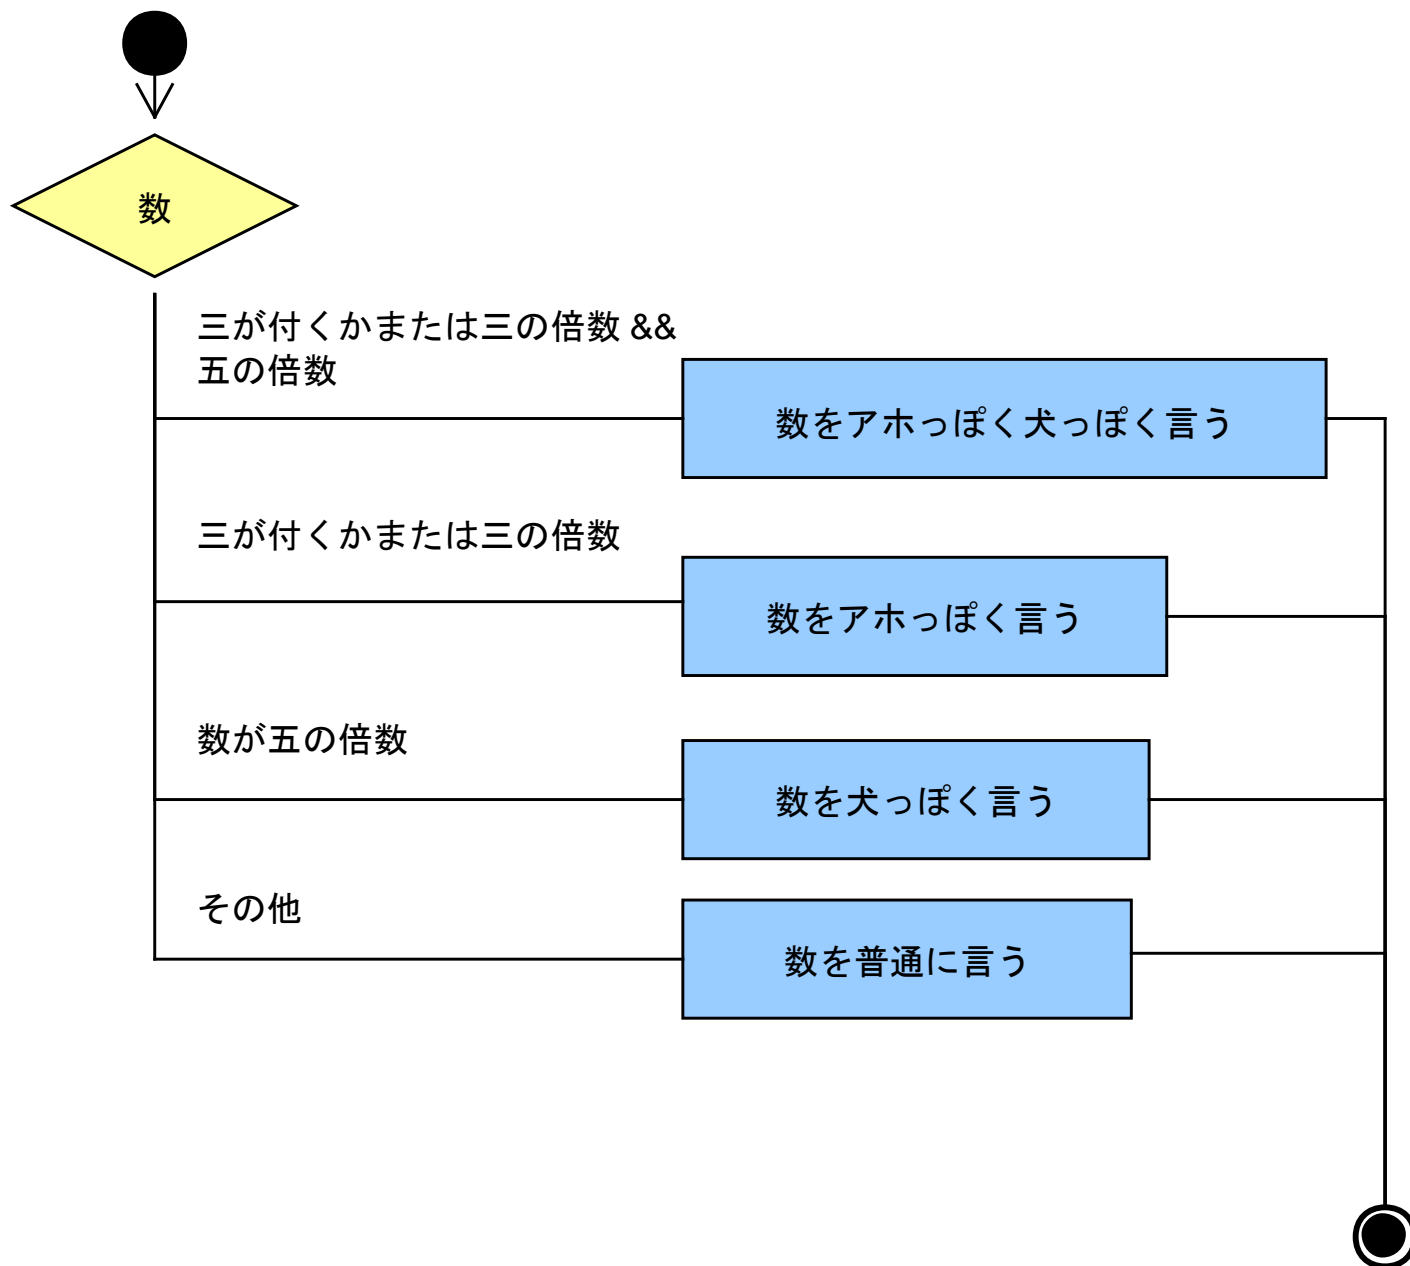 数
三が付くかまたは三の倍数 &&
五の倍数
数をアホっぽく犬っぽく言う
三が付くかまたは三の倍数
数をアホっぽく言う
数が五の倍数
数を犬っぽく言う
その他
数を普通に言う